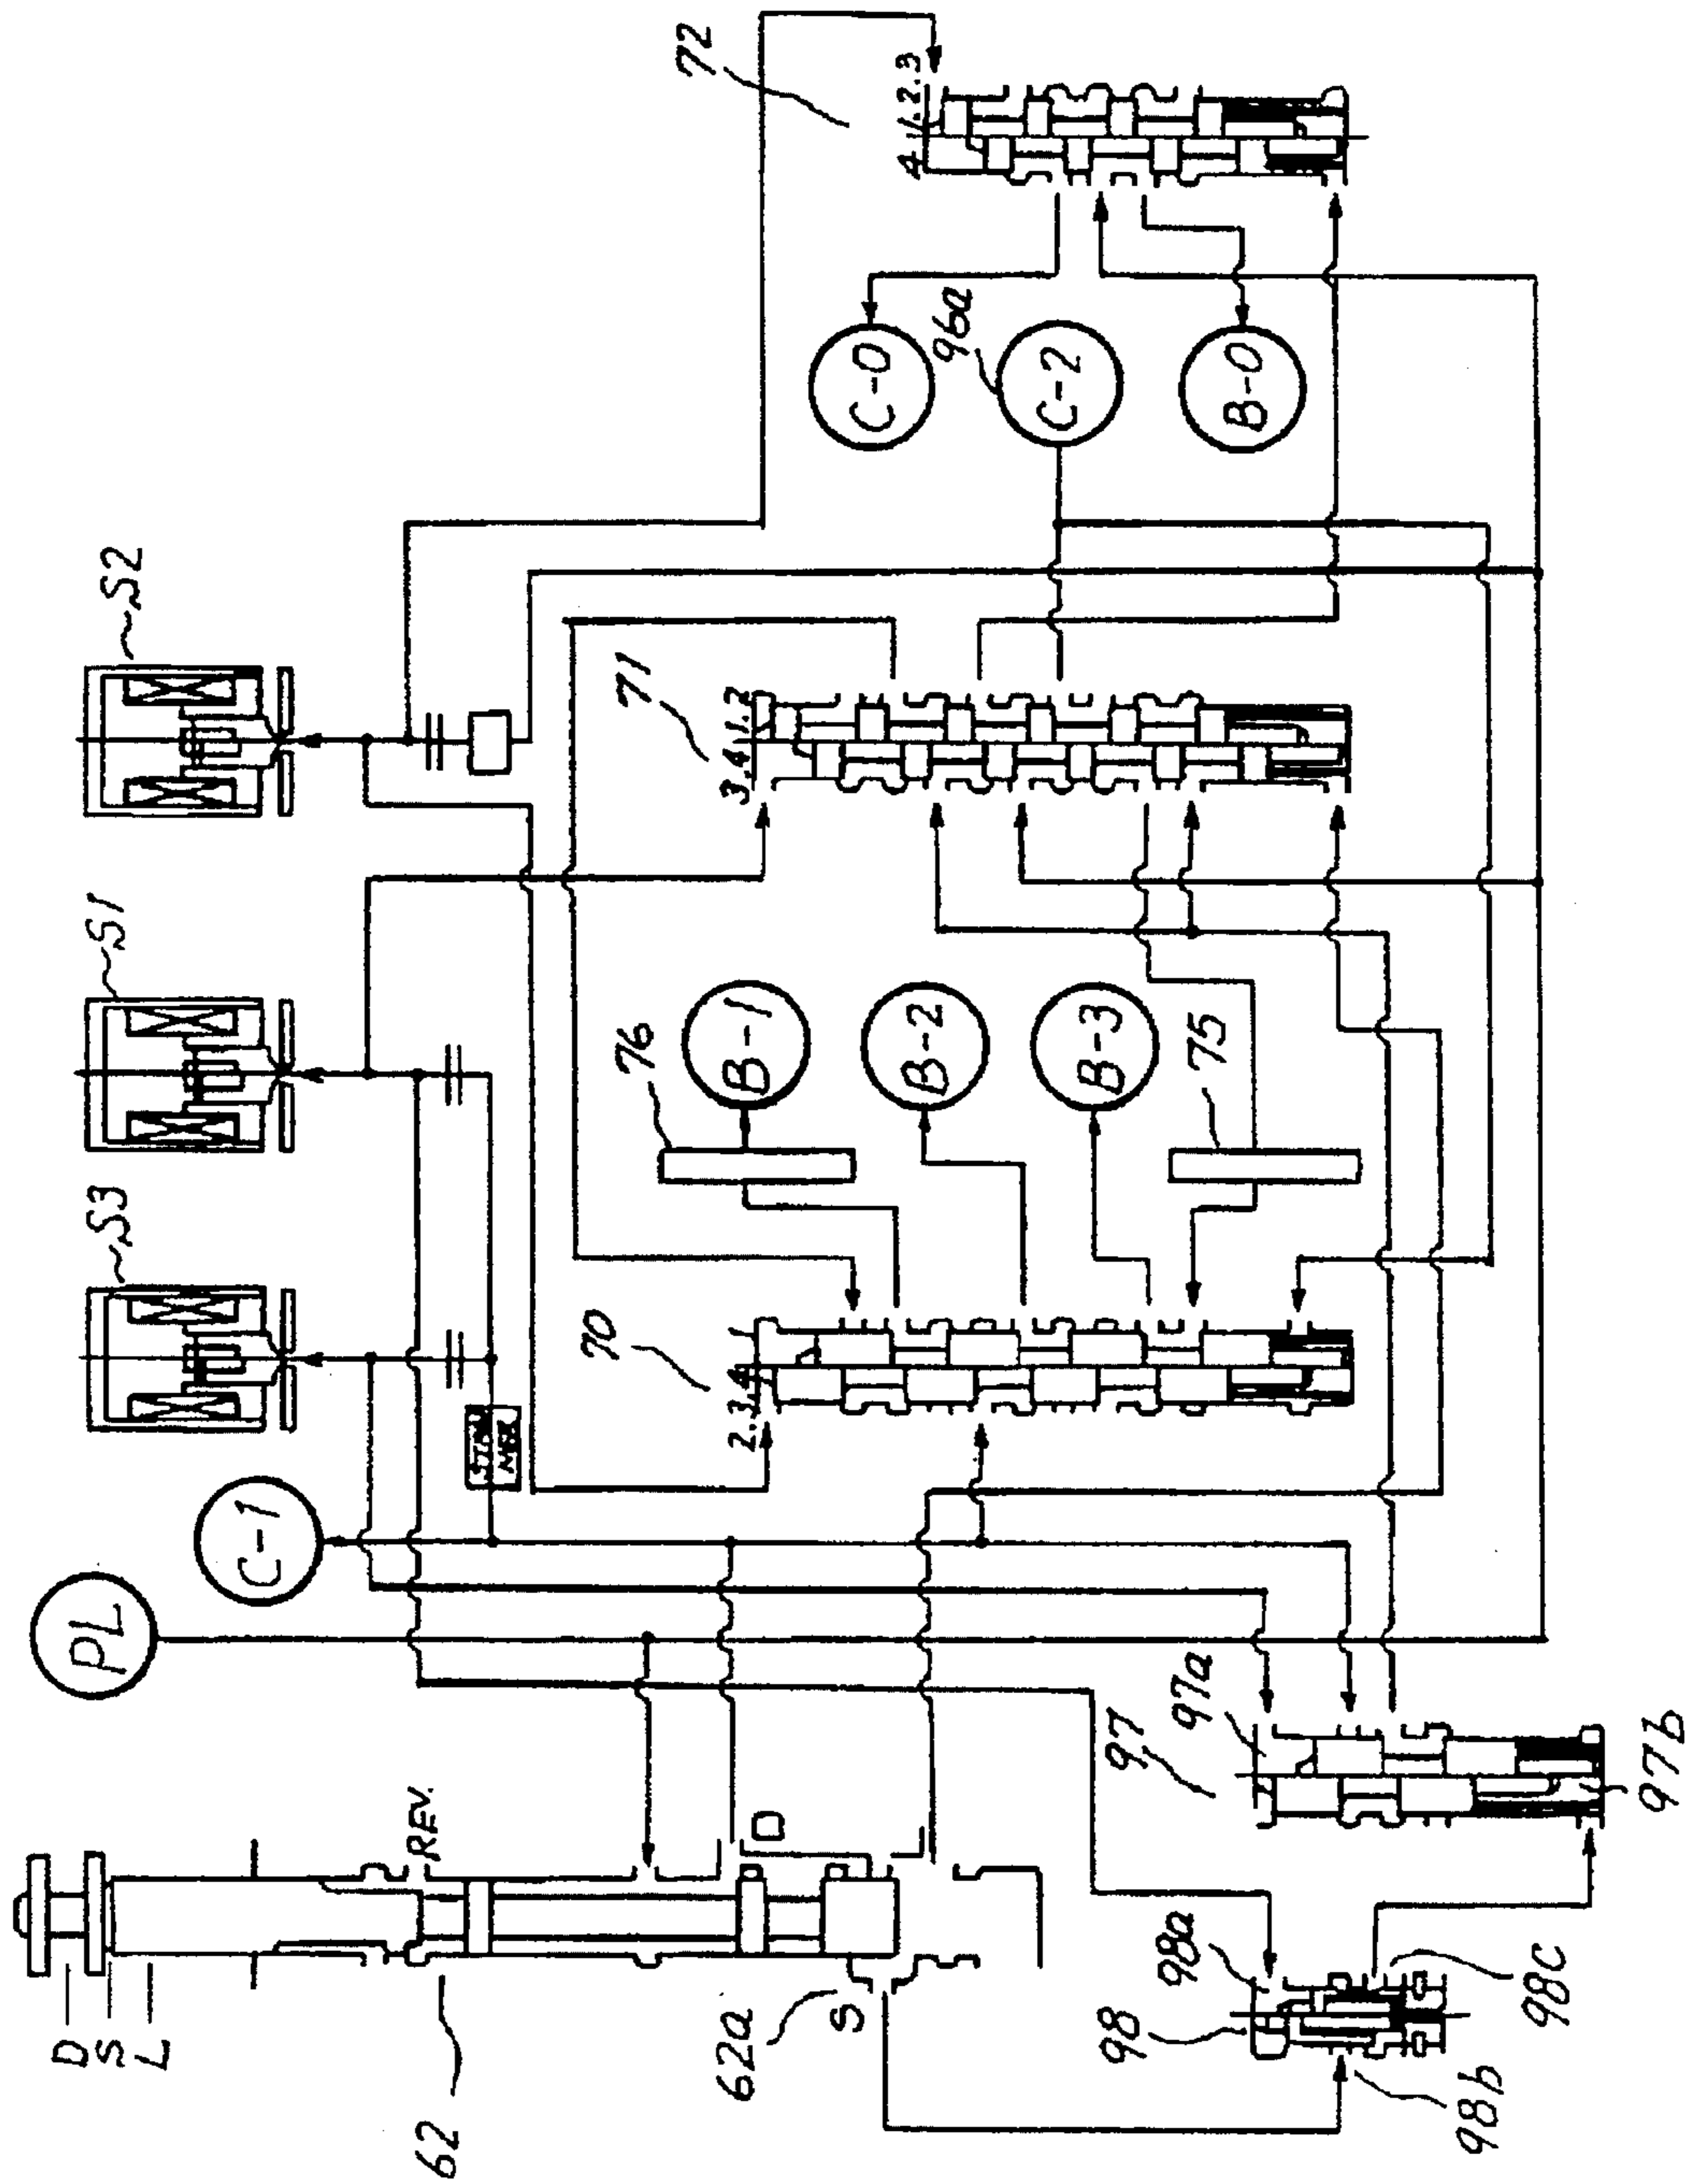 D
S
L
PL
C-1
S3
S1
S2
62
REV.
70
71
72
2.3.4
3.4 1.2
4 1.2.3
76
62a
S
D
B-1
B-2
B-3
C-0
96a
C-2
B-0
75
98
98a
97
97a
98b
98c
97b